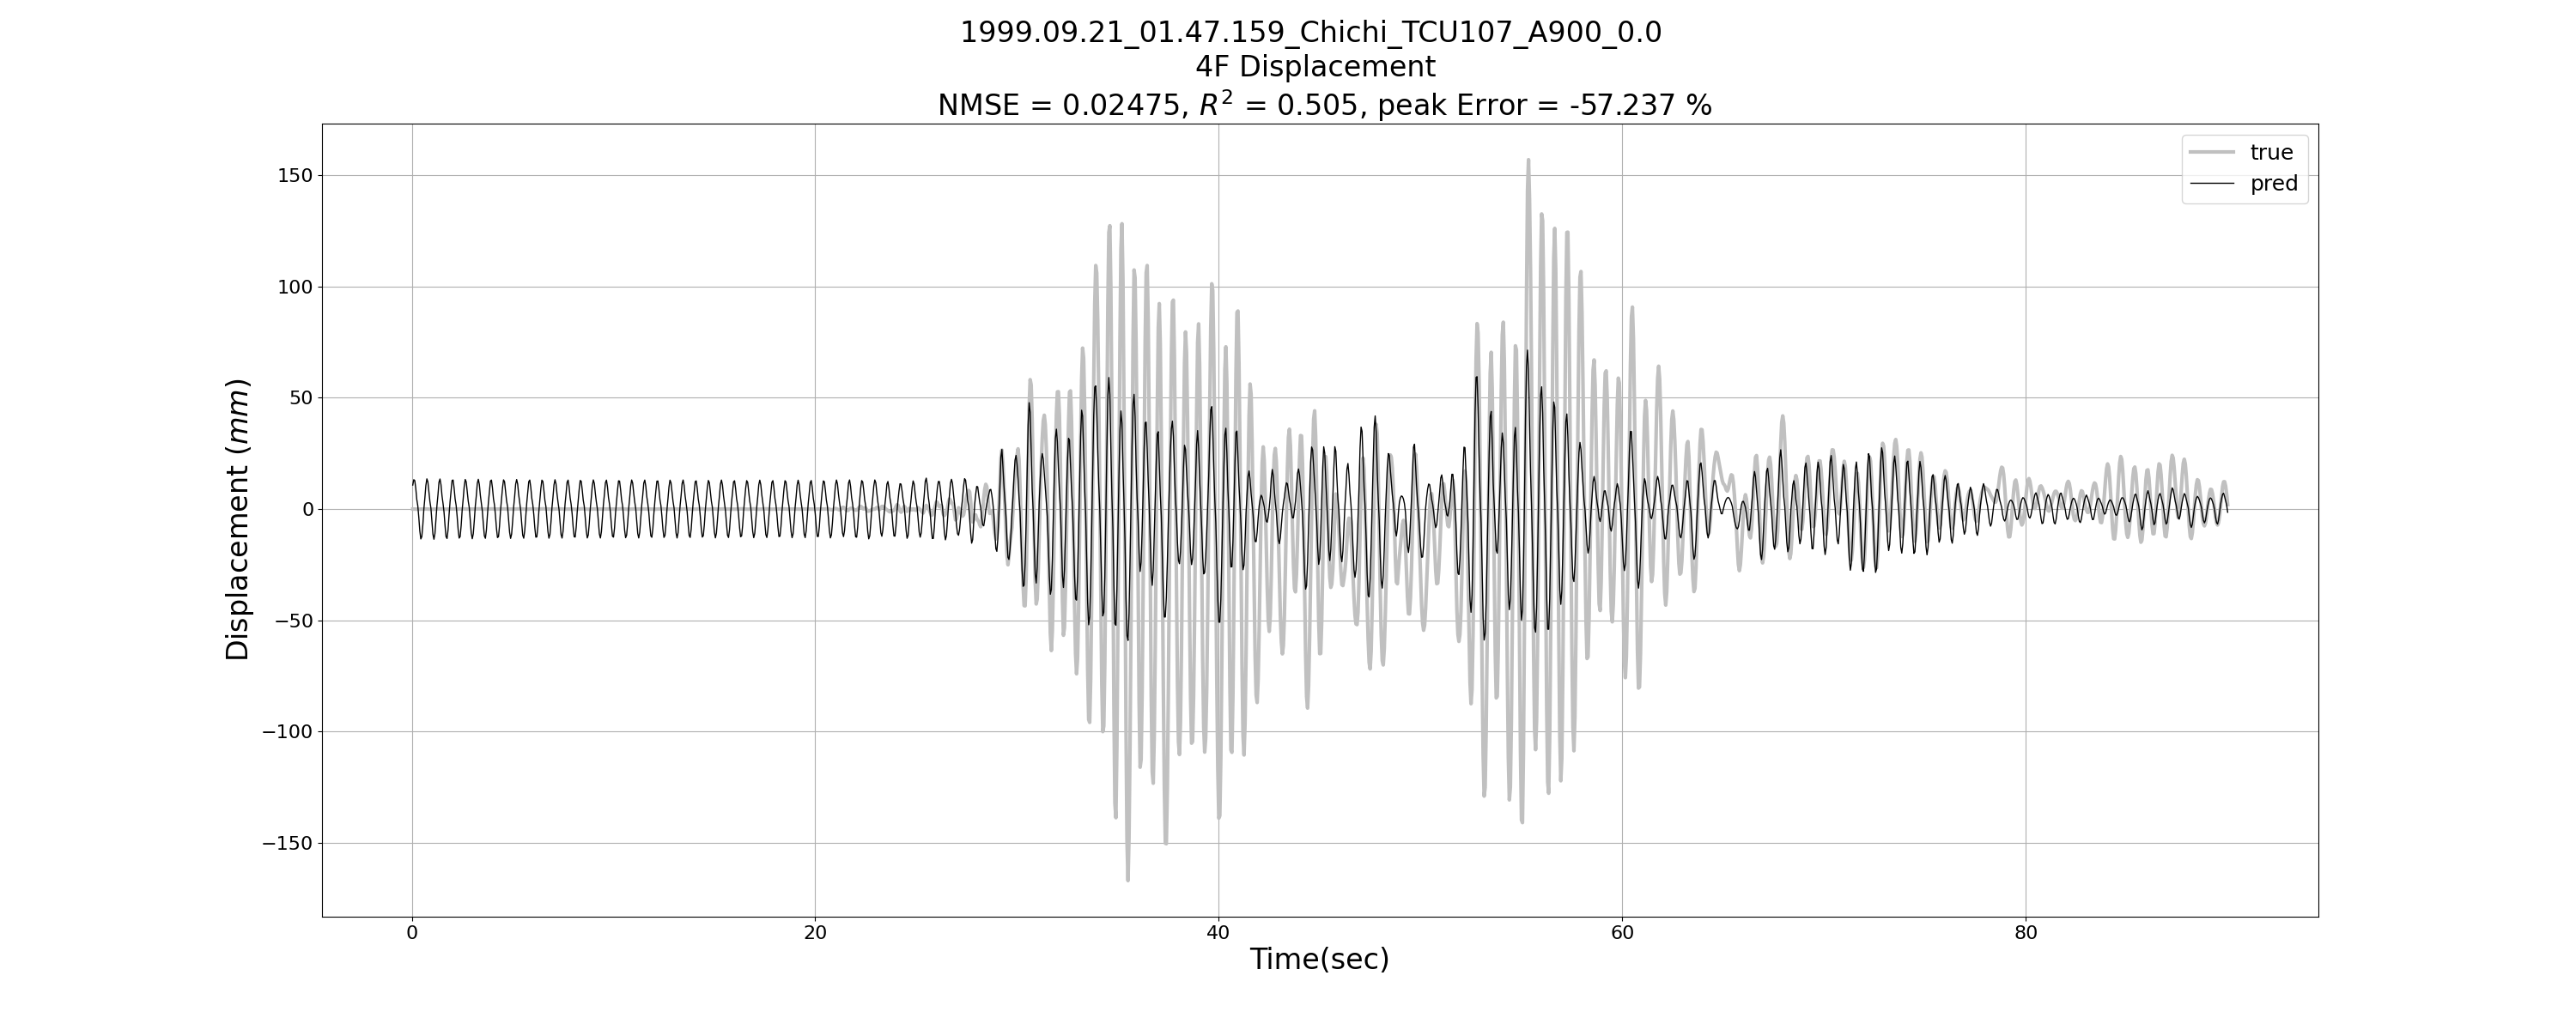 1999.09.21_01.47.159_Chichi_TCU107_A900_0.0
4F Displacement
NMSE = 0.02475, R² = 0.505, peak Error = -57.237 %
true
pred
150
100
50
0
−50
−100
−150
Displacement (mm)
0 20 40 60 80
Time(sec)